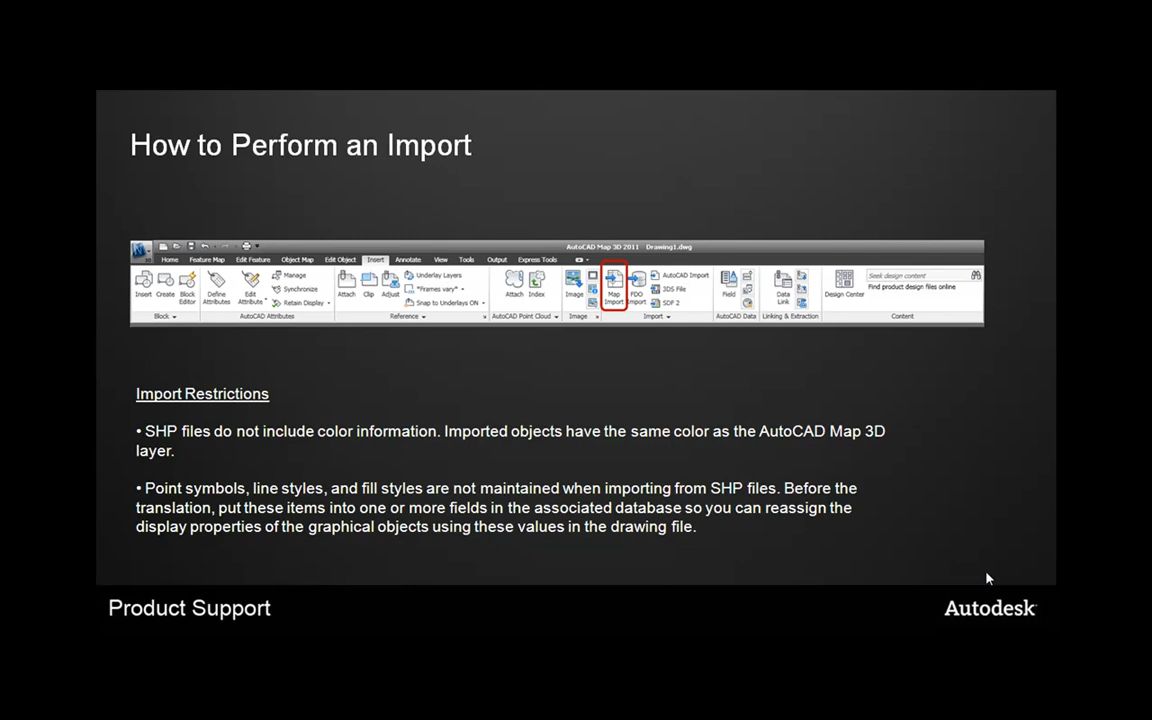 How to Perform an Import
AutoCAD Map 3D 2011 Drawing1.dwg
Home Feature Map Edit Feature Object Map Edit Object Insert Annotate View Tools Output Express Tools
Insert Create Block Editor Define Attributes Edit Attribute Manage Synchronize Retain Display
Attach Clip Adjust Underlay Layers *Frames vary* Snap to Underlays ON
Attach Index Image Map Import FDO Import AutoCAD Import 3DS File SDF 2
Field Data Link Design Center Seek design content Find product design files online
Block AutoCAD Attributes Reference AutoCAD Point Cloud Image Import AutoCAD Data Linking & Extraction Content
Import Restrictions
• SHP files do not include color information. Imported objects have the same color as the AutoCAD Map 3D
layer.
• Point symbols, line styles, and fill styles are not maintained when importing from SHP files. Before the
translation, put these items into one or more fields in the associated database so you can reassign the
display properties of the graphical objects using these values in the drawing file.
Product Support
Autodesk